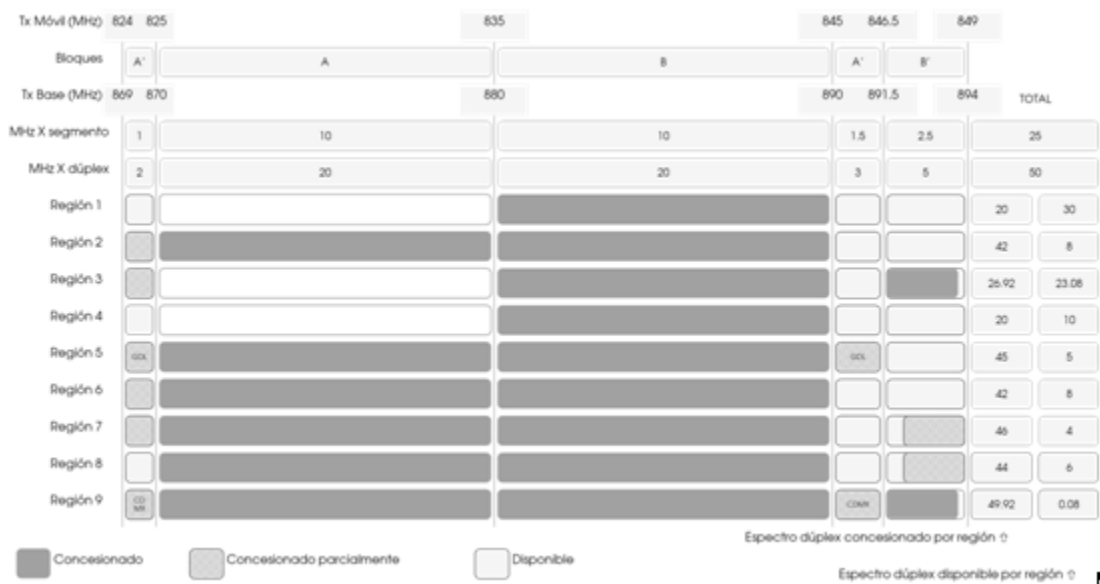 Tx Móvil (MHz) 824 825 835 845 846.5 849
Bloques A' A B A' B'
Tx Base (MHz) 869 870 880 890 891.5 894 TOTAL
MHz X segmento 1 10 10 1.5 2.5 25
MHz X dúplex 2 20 20 3 5 50
Región 1 20 30
Región 2 42 8
Región 3 26.92 23.08
Región 4 20 10
Región 5 GDL GDL 45 5
Región 6 42 8
Región 7 46 4
Región 8 44 6
Región 9 CD MX CDMX 49.92 0.08
Espectro dúplex concesionado por región ⇧
Concesionado Concesionado parcialmente Disponible
Espectro dúplex disponible por región ⇧